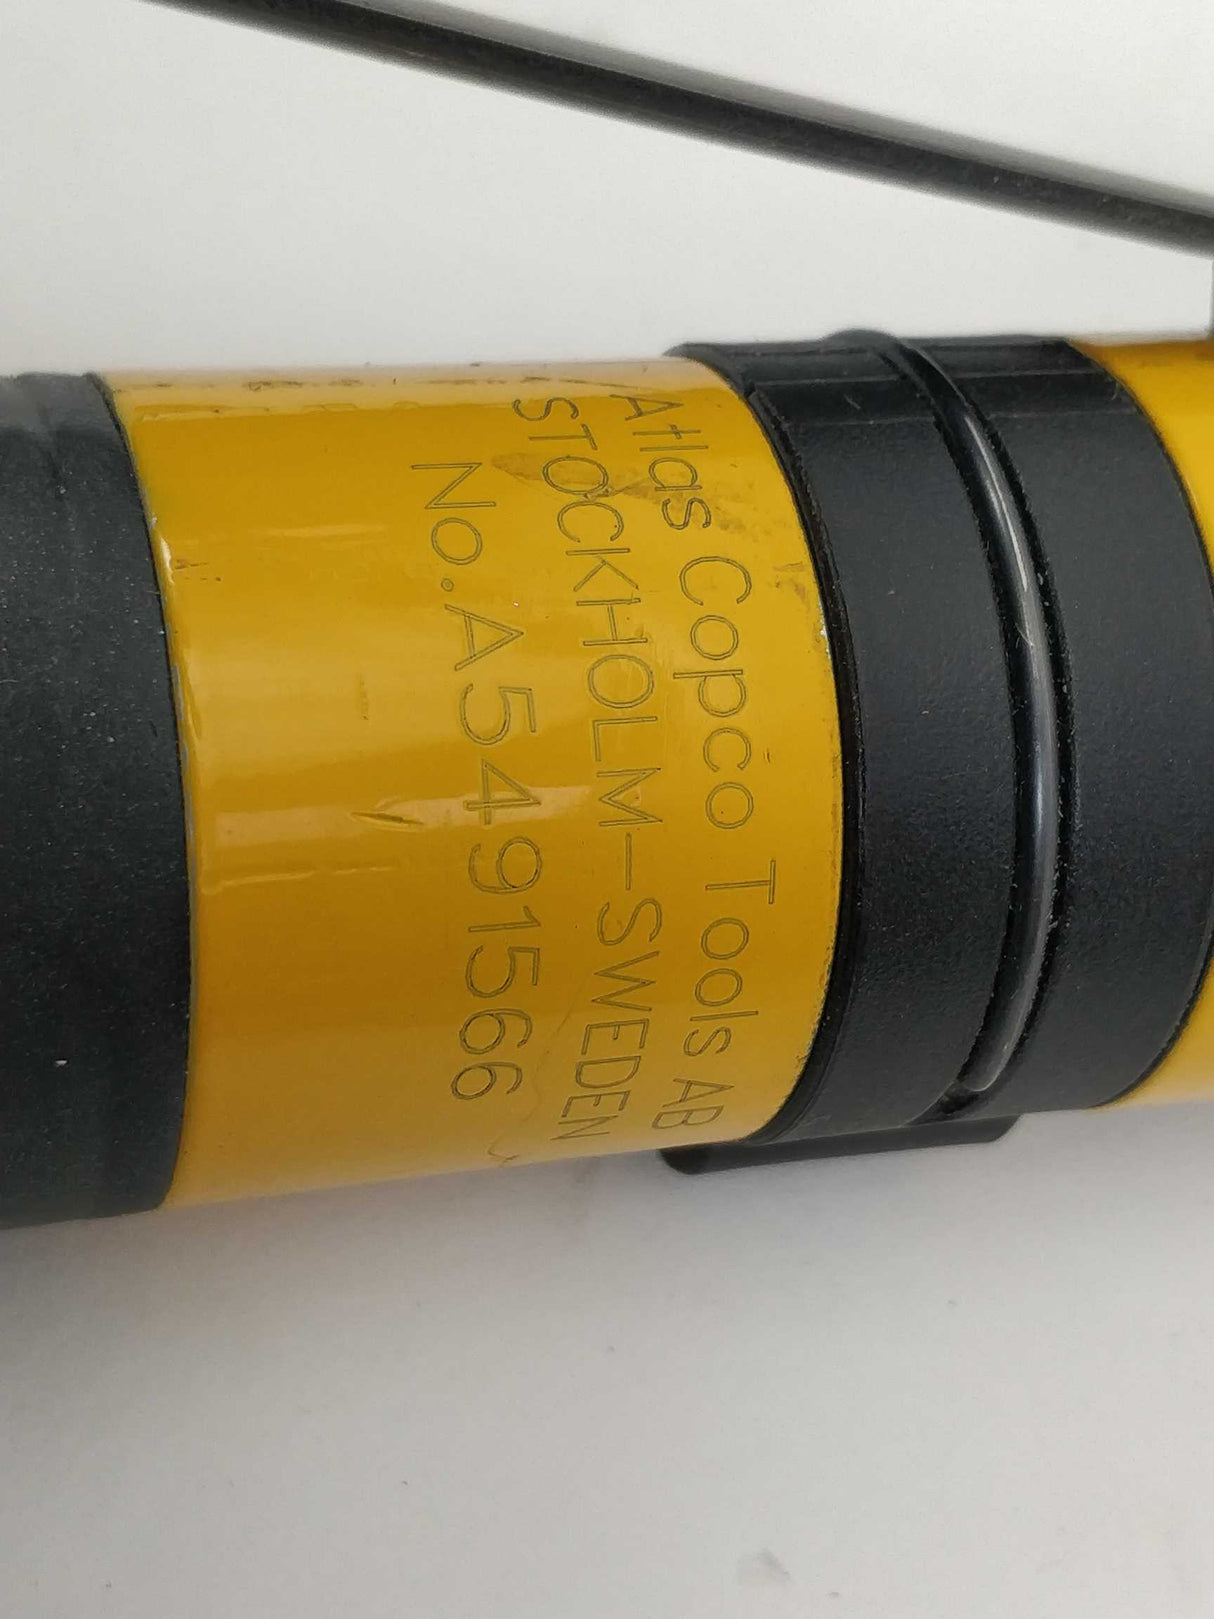 Atlas Copco Tools AB
STOCKHOLM-SWEDEN
No.A5491566